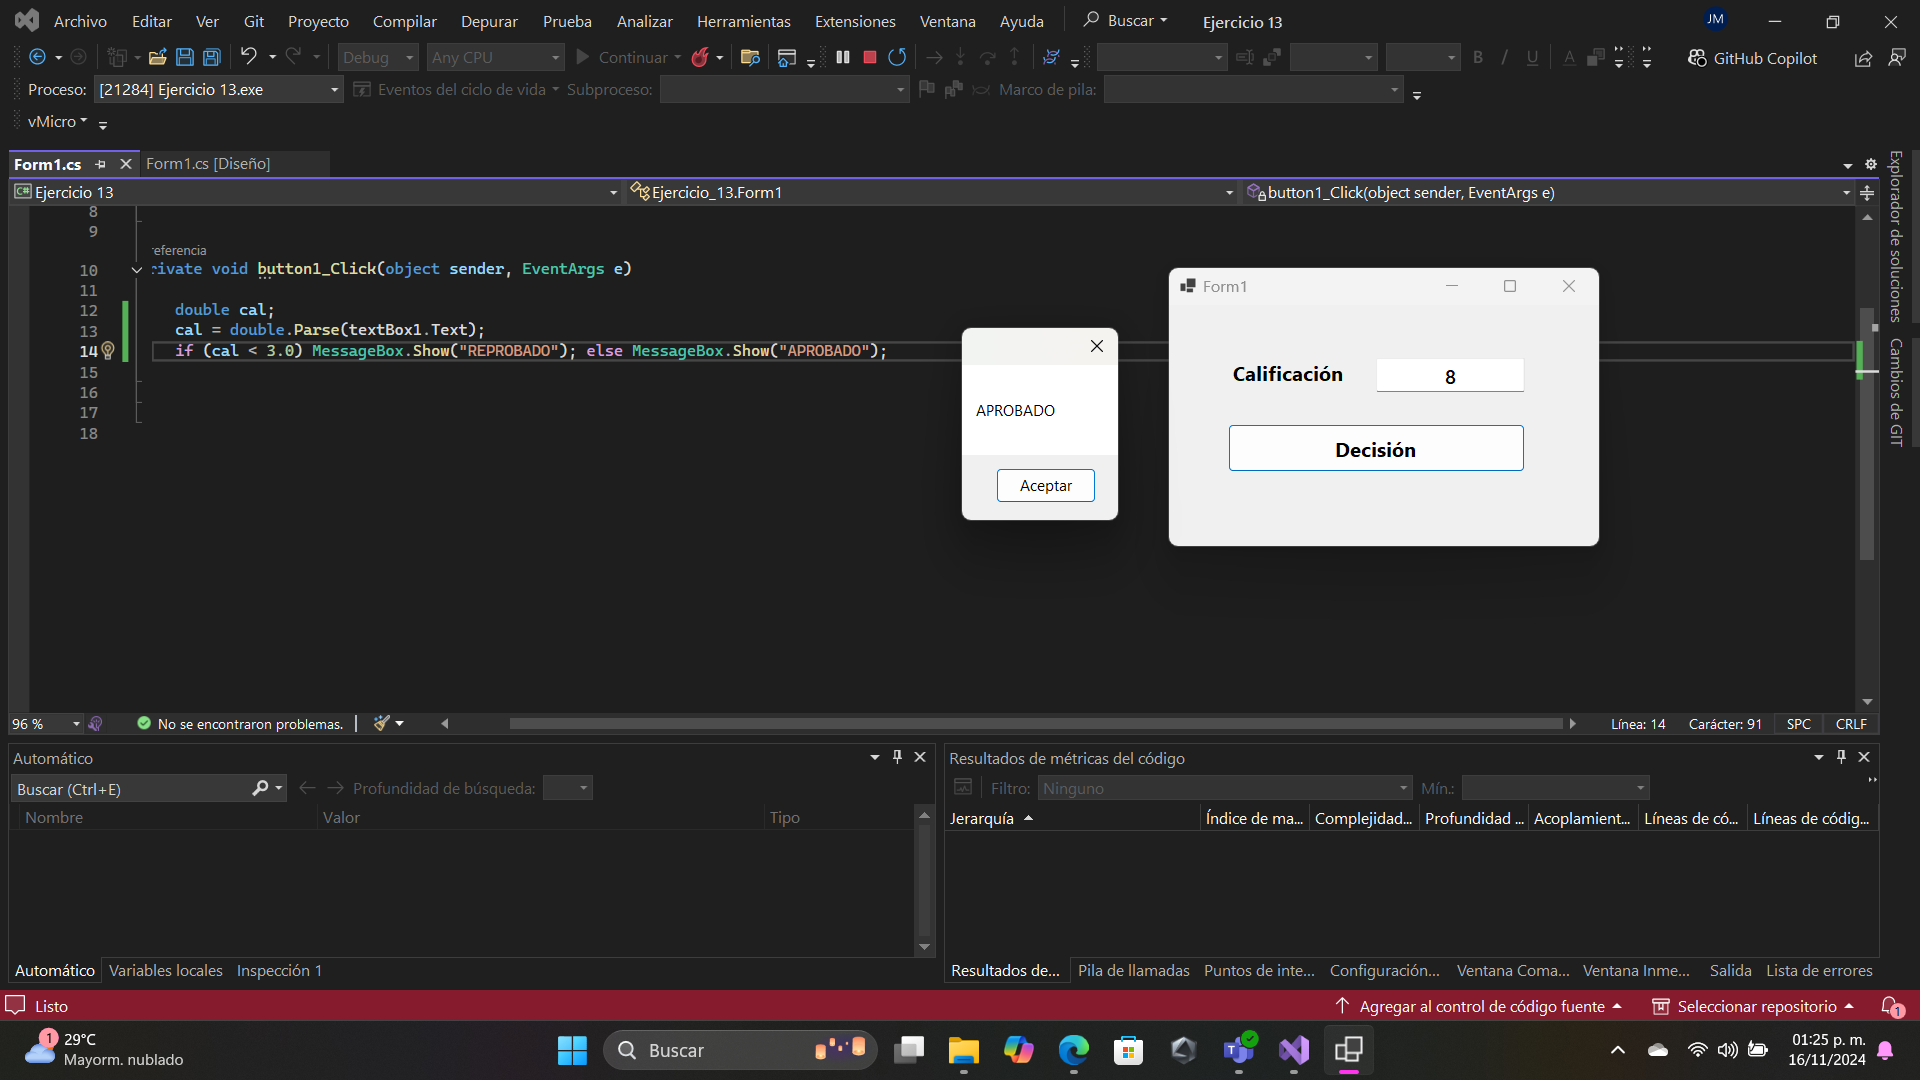 Archivo Editar Ver Git Proyecto Compilar Depurar Prueba Analizar Herramientas Extensiones Ventana Ayuda Buscar Ejercicio 13 JM
Debug Any CPU Continuar B I U A GitHub Copilot
Proceso: [21284] Ejercicio 13.exe Eventos del ciclo de vida Subproceso: Marco de pila:
vMicro
Form1.cs Form1.cs [Diseño]
C# Ejercicio 13 Ejercicio_13.Form1 button1_Click(object sender, EventArgs e)
8
9
referencia
10 rivate void button1_Click(object sender, EventArgs e)
11
12 double cal;
13 cal = double.Parse(textBox1.Text);
14 if (cal < 3.0) MessageBox.Show("REPROBADO"); else MessageBox.Show("APROBADO");
15
16
17
18
APROBADO
Aceptar
Form1
Calificación 8
Decisión
Explorador de soluciones
Cambios de GIT
96 % No se encontraron problemas. Línea: 14 Carácter: 91 SPC CRLF
Automático
Buscar (Ctrl+E) Profundidad de búsqueda:
Nombre Valor Tipo
Automático Variables locales Inspección 1
Resultados de métricas del código
Filtro: Ninguno Mín.:
Jerarquía Índice de ma... Complejidad... Profundidad ... Acoplamient... Líneas de có... Líneas de códig...
Resultados de... Pila de llamadas Puntos de inte... Configuración... Ventana Coma... Ventana Inme... Salida Lista de errores
Listo Agregar al control de código fuente Seleccionar repositorio 1
1 29°C
Mayorm. nublado
Buscar
01:25 p. m.
16/11/2024